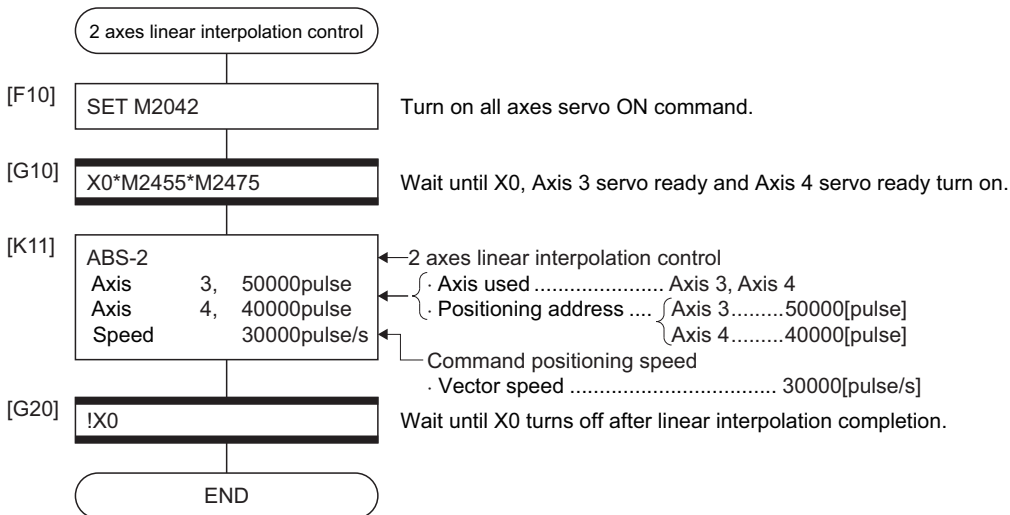 2 axes linear interpolation control
[F10]
SET M2042
Turn on all axes servo ON command.
[G10]
X0*M2455*M2475
Wait until X0, Axis 3 servo ready and Axis 4 servo ready turn on.
[K11]
ABS-2
Axis 3, 50000pulse
Axis 4, 40000pulse
Speed 30000pulse/s
2 axes linear interpolation control
· Axis used ...................... Axis 3, Axis 4
· Positioning address .... Axis 3.........50000[pulse]
Axis 4.........40000[pulse]
Command positioning speed
· Vector speed ................................... 30000[pulse/s]
[G20]
!X0
Wait until X0 turns off after linear interpolation completion.
END